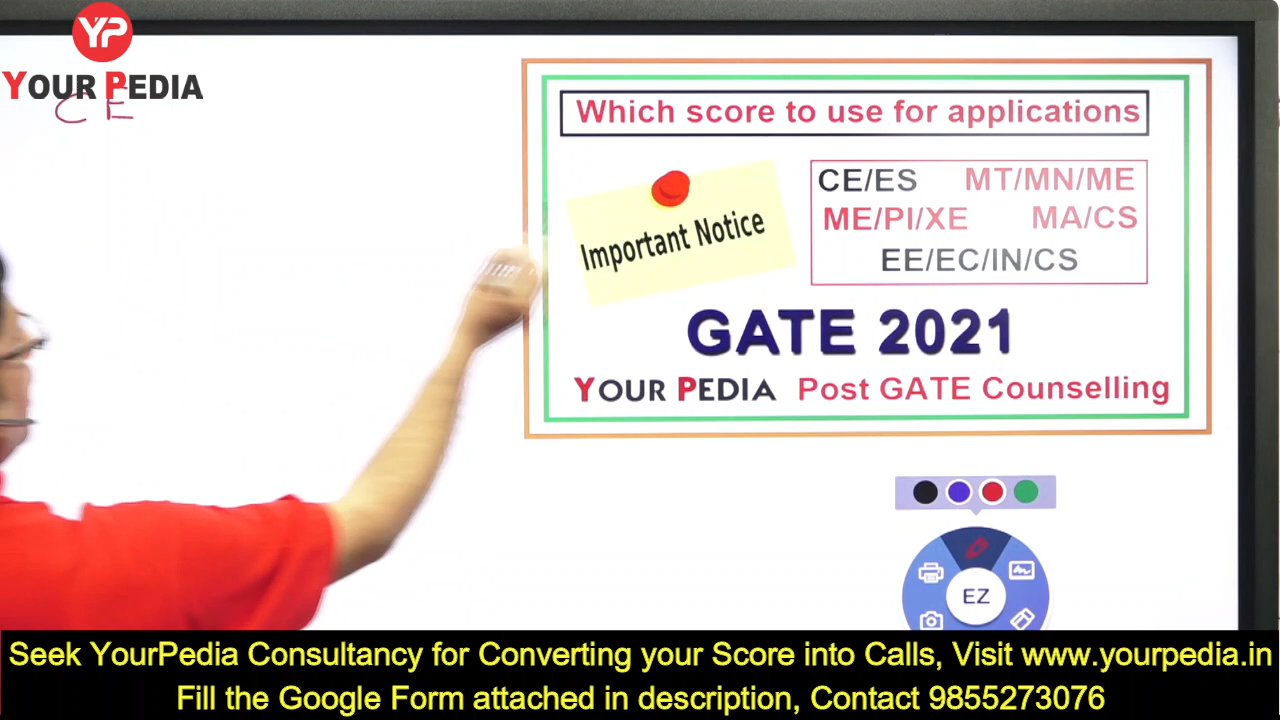 YP
YOUR PEDIA
CE
Which score to use for applications
Important Notice
CE/ES MT/MN/ME
ME/PI/XE MA/CS
EE/EC/IN/CS
GATE 2021
YOUR PEDIA Post GATE Counselling
EZ
Seek YourPedia Consultancy for Converting your Score into Calls, Visit www.yourpedia.in
Fill the Google Form attached in description, Contact 9855273076